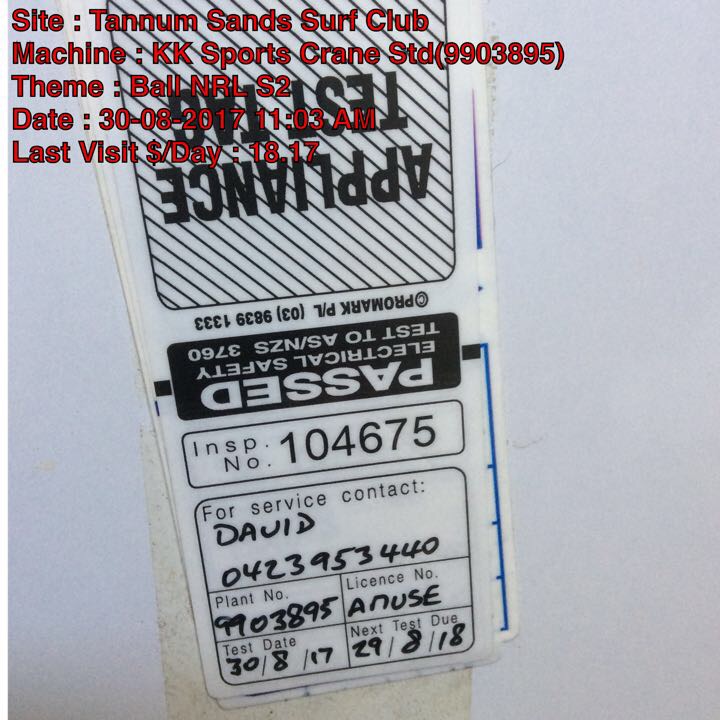 Site : Tannum Sands Surf Club
Machine : KK Sports Crane Std(9903895)
Theme : Ball NRL S2
Date : 30-08-2017 11:03 AM
Last Visit $/Day : 18.17
APPLIANCE
TEST TAG
©PROMARK P/L (03) 9839 1333
PASSED
ELECTRICAL SAFETY
TEST TO AS/NZS 3760
Insp. No. 104675
For service contact:
DAVID
0423953440
Plant No. Licence No.
9903895 AMUSE
Test Date Next Test Due
30/8/17 29/8/18